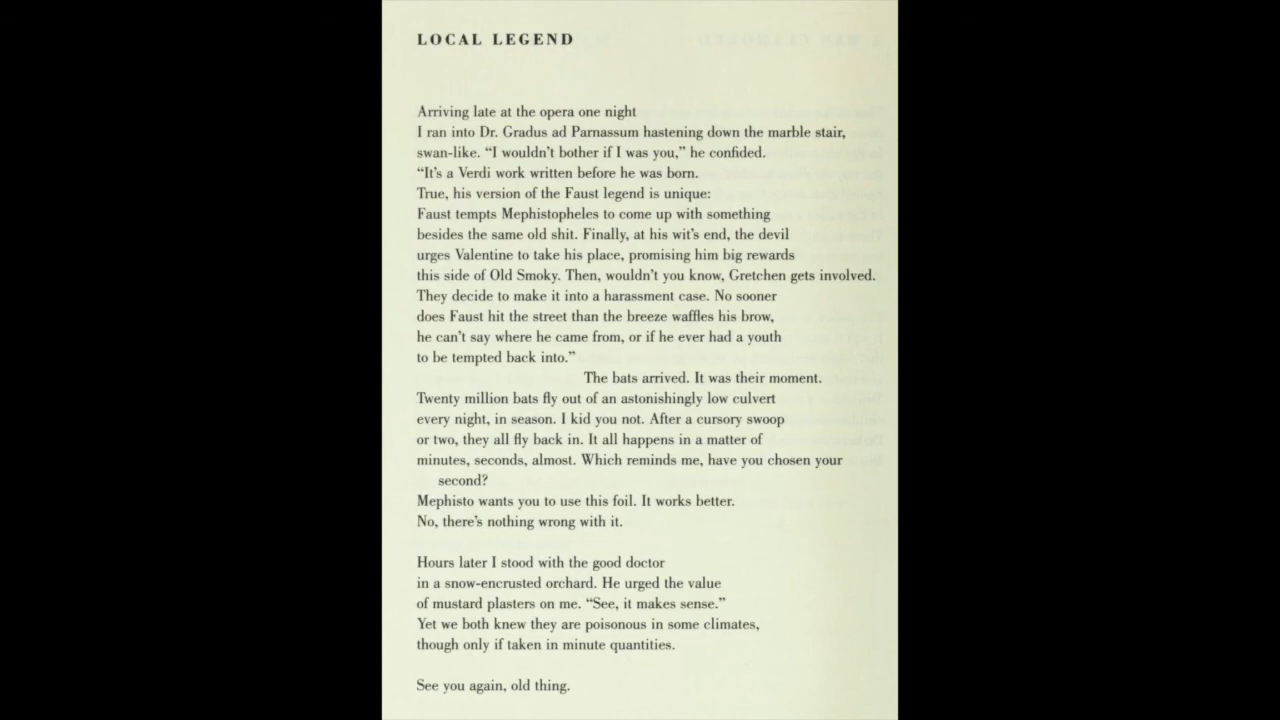 LOCAL LEGEND
Arriving late at the opera one night
I ran into Dr. Gradus ad Parnassum hastening down the marble stair,
swan-like. “I wouldn’t bother if I was you,” he confided.
“It’s a Verdi work written before he was born.
True, his version of the Faust legend is unique:
Faust tempts Mephistopheles to come up with something
besides the same old shit. Finally, at his wit’s end, the devil
urges Valentine to take his place, promising him big rewards
this side of Old Smoky. Then, wouldn’t you know, Gretchen gets involved.
They decide to make it into a harassment case. No sooner
does Faust hit the street than the breeze waffles his brow,
he can’t say where he came from, or if he ever had a youth
to be tempted back into.”
The bats arrived. It was their moment.
Twenty million bats fly out of an astonishingly low culvert
every night, in season. I kid you not. After a cursory swoop
or two, they all fly back in. It all happens in a matter of
minutes, seconds, almost. Which reminds me, have you chosen your
second?
Mephisto wants you to use this foil. It works better.
No, there’s nothing wrong with it.
Hours later I stood with the good doctor
in a snow-encrusted orchard. He urged the value
of mustard plasters on me. “See, it makes sense.”
Yet we both knew they are poisonous in some climates,
though only if taken in minute quantities.
See you again, old thing.